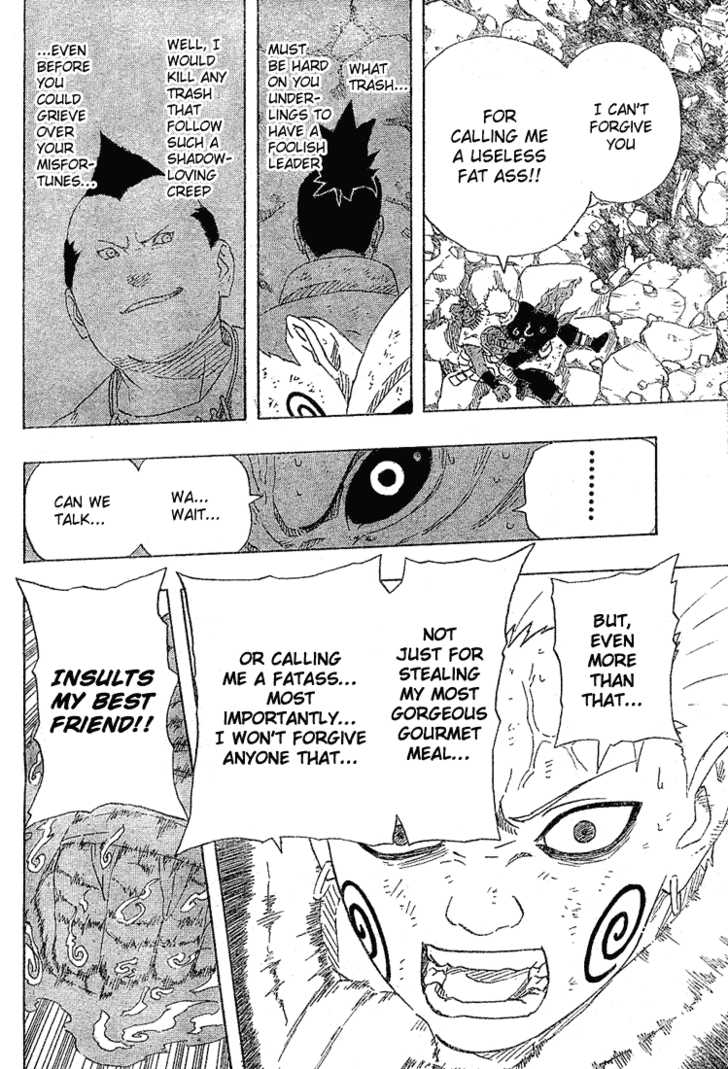 I CAN'T
FORGIVE
YOU
FOR
CALLING ME
A USELESS
FAT ASS!!
WHAT
TRASH...
MUST
BE HARD
ON YOU
UNDER-
LINGS TO
HAVE A
FOOLISH
LEADER
WELL, I
WOULD
KILL ANY
TRASH
THAT
FOLLOW
SUCH A
SHADOW-
LOVING
CREEP
...EVEN
BEFORE
YOU
COULD
GRIEVE
OVER
YOUR
MISFOR-
TUNES...
........
WA...
WAIT...
CAN WE
TALK...
BUT,
EVEN
MORE
THAN
THAT...
NOT
JUST FOR
STEALING
MY MOST
GORGEOUS
GOURMET
MEAL...
OR CALLING
ME A FATASS...
MOST
IMPORTANTLY...
I WON'T FORGIVE
ANYONE THAT...
INSULTS
MY BEST
FRIEND!!